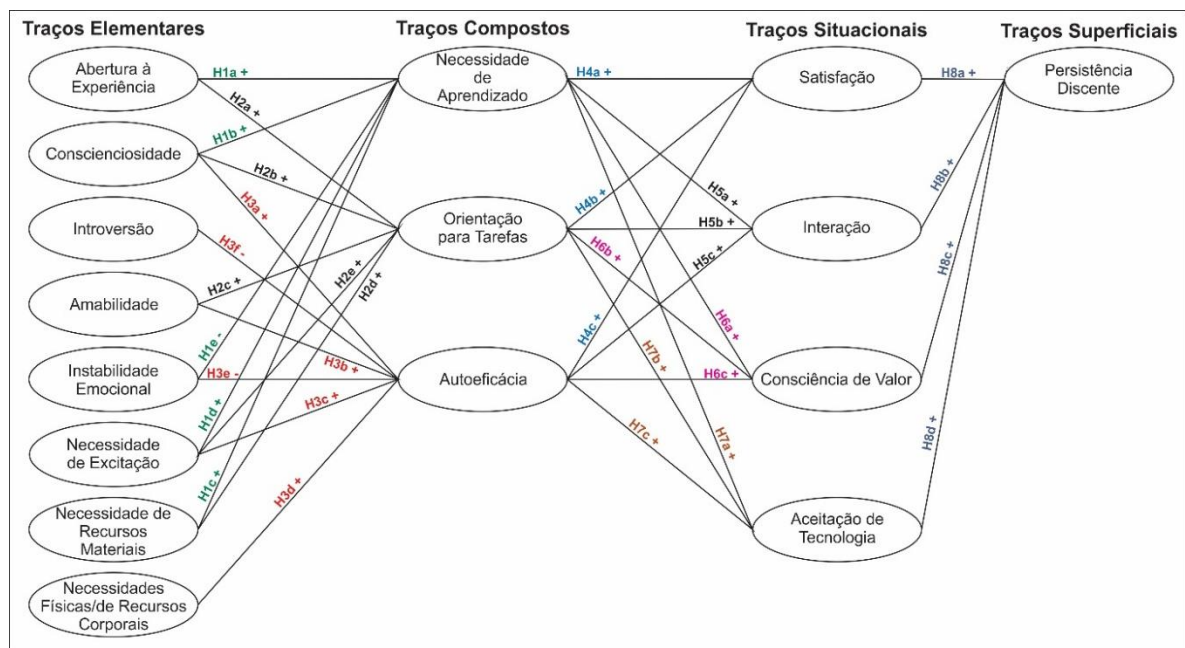 Traços Elementares
Traços Compostos
Traços Situacionais
Traços Superficiais
Abertura à
Experiência
Conscienciosidade
Introversão
Amabilidade
Instabilidade
Emocional
Necessidade
de Excitação
Necessidade de
Recursos
Materiais
Necessidades
Físicas/de Recursos
Corporais
H1a +
H2a +
H1b +
H2b +
H3a +
H3f -
H2c +
H2e +
H2d +
H1e -
H3e -
H3b +
H3c +
H1d +
H1c +
H3d +
Necessidade
de
Aprendizado
Orientação
para Tarefas
Autoeficácia
H4a +
H4b +
H5a +
H5b +
H6b +
H5c +
H4c +
H6a +
H7b +
H6c +
H7c +
H7a +
Satisfação
Interação
Consciência de Valor
Aceitação de
Tecnologia
H8a +
H8b +
H8c +
H8d +
Persistência
Discente